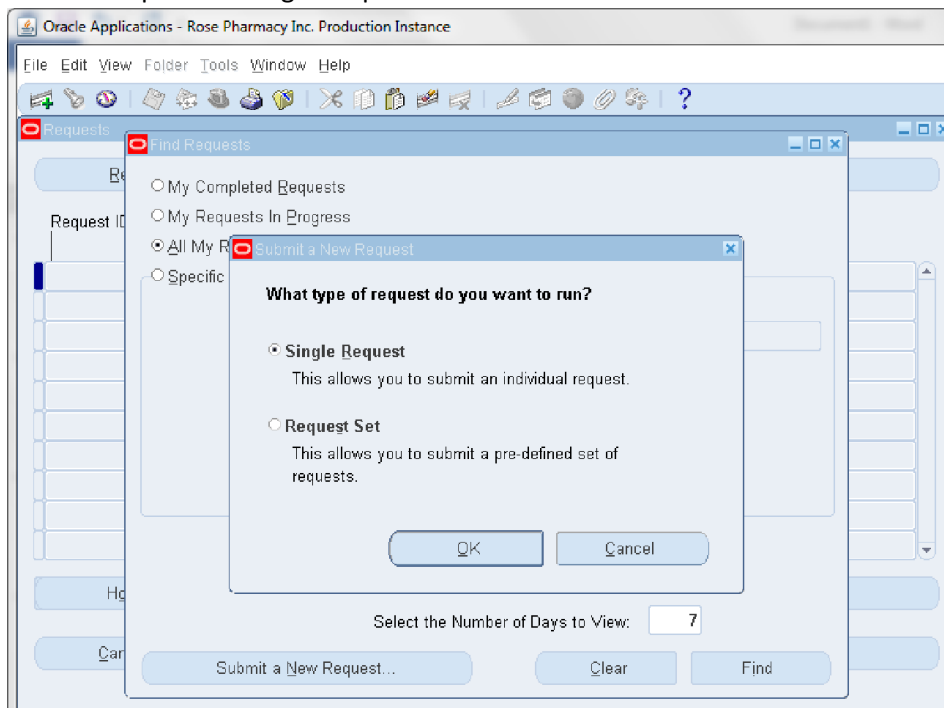 Oracle Applications - Rose Pharmacy Inc. Production Instance
File Edit View Folder Tools Window Help
Requests
Find Requests
My Completed Requests
My Requests In Progress
Request ID
All My R
Submit a New Request
Specific
What type of request do you want to run?
Single Request
This allows you to submit an individual request.
Request Set
This allows you to submit a pre-defined set of
requests.
OK Cancel
Select the Number of Days to View: 7
Submit a New Request... Clear Find